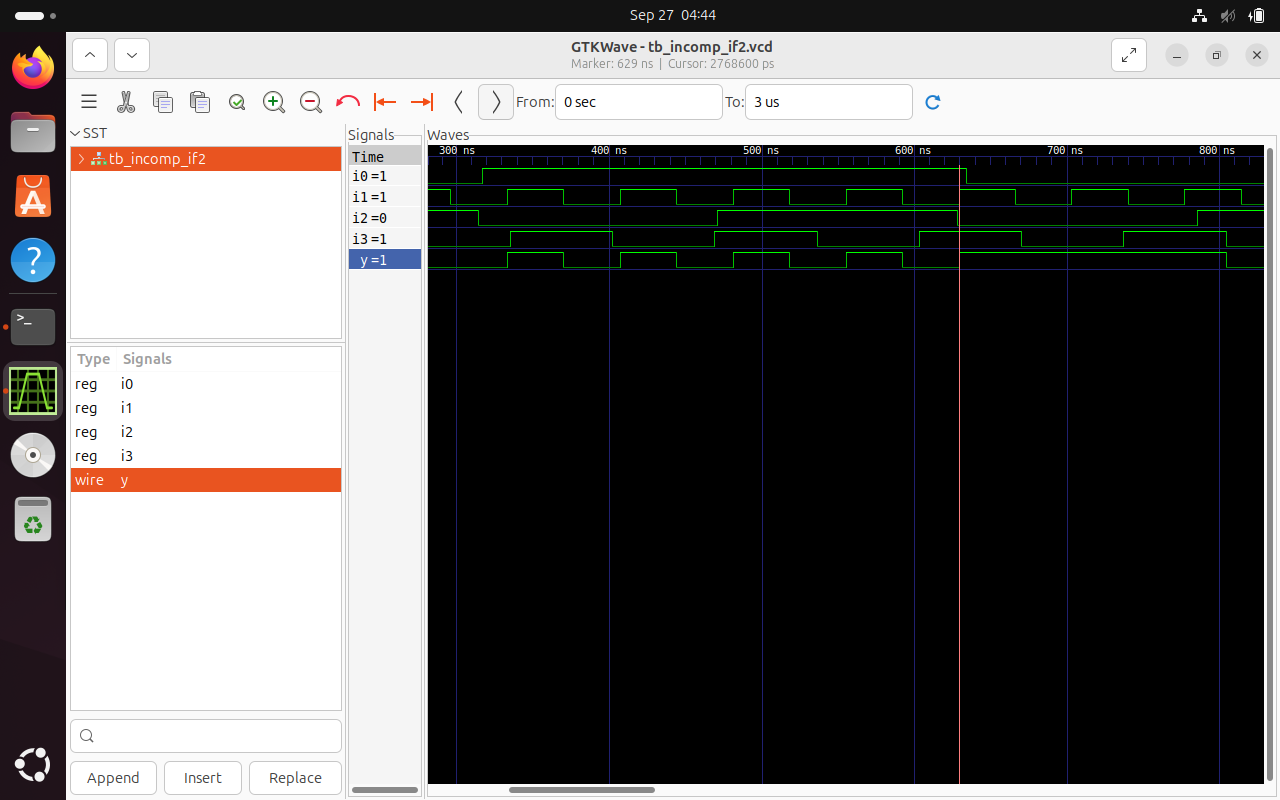 Sep 27 04:44
GTKWave - tb_incomp_if2.vcd
Marker: 629 ns | Cursor: 2768600 ps
From: 0 sec To: 3 us
SST
tb_incomp_if2
Type Signals
reg i0
reg i1
reg i2
reg i3
wire y
Append Insert Replace
Signals
Time
i0=1
i1=1
i2=0
i3=1
y=1
Waves
300 ns 400 ns 500 ns 600 ns 700 ns 800 ns